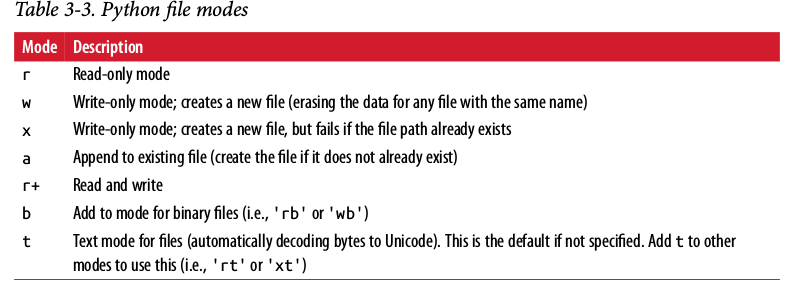 Table 3-3. Python file modes
Mode Description
r Read-only mode
w Write-only mode; creates a new file (erasing the data for any file with the same name)
x Write-only mode; creates a new file, but fails if the file path already exists
a Append to existing file (create the file if it does not already exist)
r+ Read and write
b Add to mode for binary files (i.e., 'rb' or 'wb')
t Text mode for files (automatically decoding bytes to Unicode). This is the default if not specified. Add t to other
modes to use this (i.e., 'rt' or 'xt')